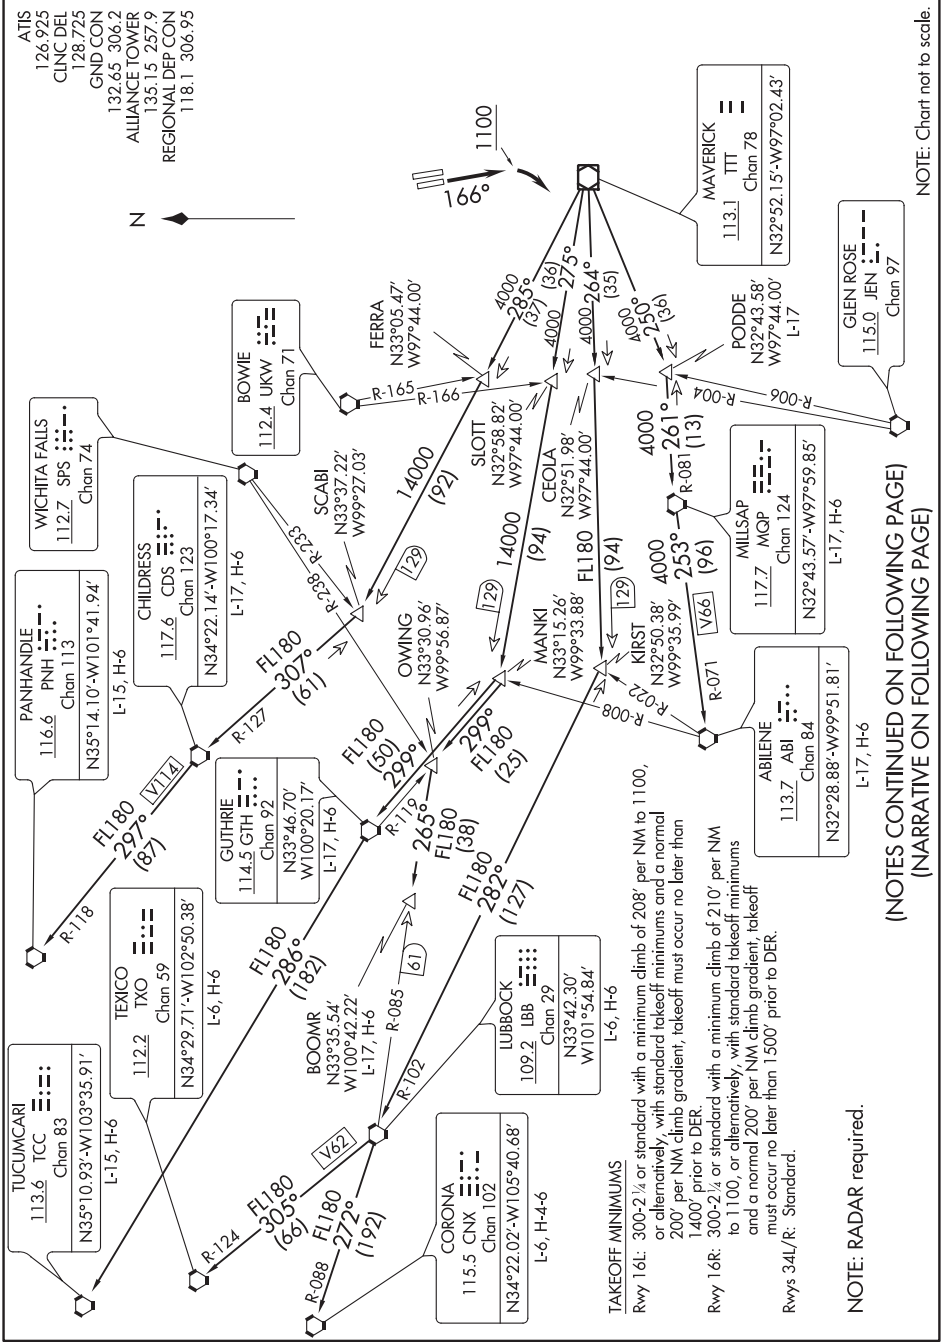 ATIS
126.925
CLNC DEL
128.725
GND CON
132.65 306.2
ALLIANCE TOWER
135.15 257.9
REGIONAL DEP CON
118.1 306.95
N
1100
166°
TUCUMCARI
113.6 TCC
Chan 83
N35°10.93'-W103°35.91'
L-15, H-6
PANHANDLE
116.6 PNH
Chan 113
N35°14.10'-W101°41.94'
L-15, H-6
WICHITA FALLS
112.7 SPS
Chan 74
TEXICO
112.2 TXO
Chan 59
N34°29.71'-W102°50.38'
L-6, H-6
CHILDRESS
117.6 CDS
Chan 123
N34°22.14'-W100°17.34'
L-17, H-6
BOWIE
112.4 UKW
Chan 71
GUTHRIE
114.5 GTH
Chan 92
N33°46.70'
W100°20.17'
L-17, H-6
R-118
FL180
297°
(87)
V114
R-127
FL180
307°
(61)
R-238
R-233
SCABI
N33°37.22'
W99°27.03'
129
14000
(92)
FERRA
N33°05.47'
W97°44.00'
R-165
R-166
4000
285°
(37)
4000
275°
(36)
4000
264°
(35)
4000
250°
(36)
MAVERICK
113.1 TTT
Chan 78
N32°52.15'-W97°02.43'
FL180
286°
(182)
FL180
(50)
299°
R-119
OWING
N33°30.96'
W99°56.87'
299°
FL180
(25)
265°
FL180
(38)
129
14000
(94)
SLOTT
N32°58.82'
W97°44.00'
CEOLA
N32°51.98'
W97°44.00'
MANKI
N33°15.26'
W99°33.88'
FL180
(94)
129
KIRST
N32°50.38'
W99°35.99'
R-008
R-022
BOOMR
N33°35.54'
W100°42.22'
L-17, H-6
R-085
61
FL180
282°
(127)
R-102
R-124
FL180
305°
(66)
V62
R-088
FL180
272°
(192)
LUBBOCK
109.2 LBB
Chan 29
N33°42.30'
W101°54.84'
L-6, H-6
CORONA
115.5 CNX
Chan 102
N34°22.02'-W105°40.68'
L-6, H-4-6
4000
261°
(13)
R-081
4000
253°
(96)
V66
R-071
R-004
R-006
PODDE
N32°43.58'
W97°44.00'
L-17
GLEN ROSE
115.0 JEN
Chan 97
MILLSAP
117.7 MQP
Chan 124
N32°43.57'-W97°59.85'
L-17, H-6
ABILENE
113.7 ABI
Chan 84
N32°28.88'-W99°51.81'
L-17, H-6
TAKEOFF MINIMUMS
Rwy 16L: 300-2¼ or standard with a minimum climb of 208' per NM to 1100,
or alternatively, with standard takeoff minimums and a normal
200' per NM climb gradient, takeoff must occur no later than
1400' prior to DER.
Rwy 16R: 300-2¼ or standard with a minimum climb of 210' per NM
to 1100, or alternatively, with standard takeoff minimums
and a normal 200' per NM climb gradient, takeoff
must occur no later than 1500' prior to DER.
Rwys 34L/R: Standard.
NOTE: RADAR required.
(NOTES CONTINUED ON FOLLOWING PAGE)
(NARRATIVE ON FOLLOWING PAGE)
NOTE: Chart not to scale.